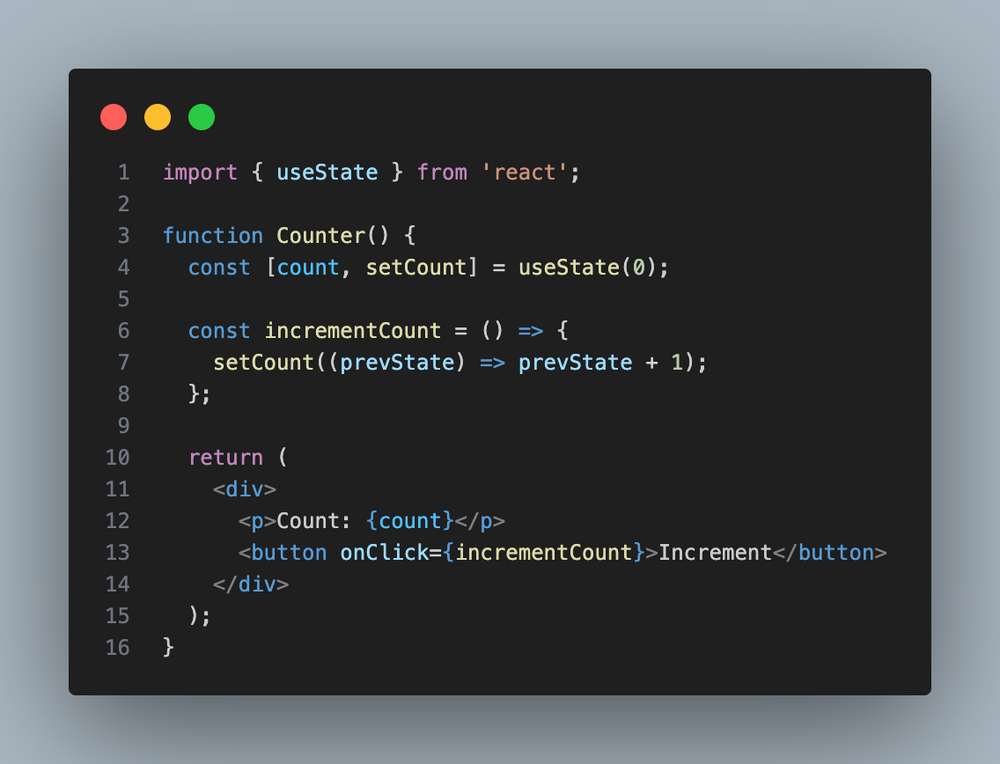 1 import { useState } from 'react';
2
3 function Counter() {
4   const [count, setCount] = useState(0);
5
6   const incrementCount = () => {
7     setCount((prevState) => prevState + 1);
8   };
9
10   return (
11     <div>
12       <p>Count: {count}</p>
13       <button onClick={incrementCount}>Increment</button>
14     </div>
15   );
16 }